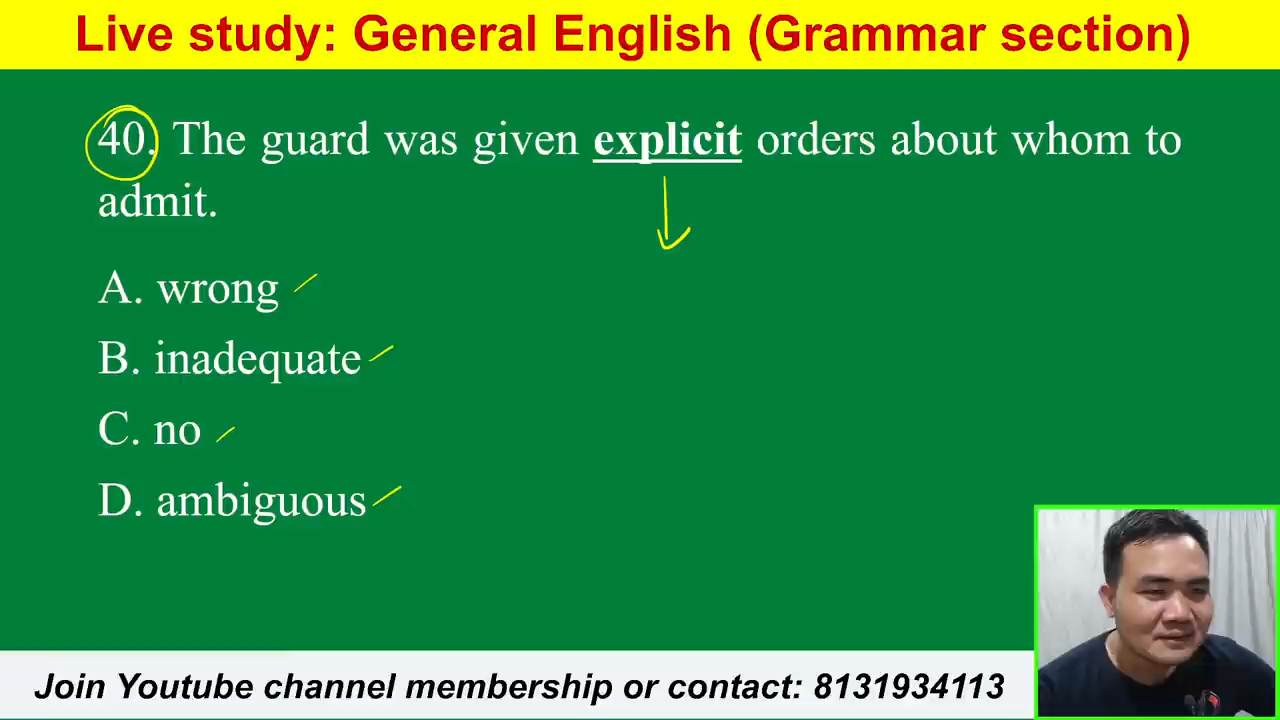 Live study: General English (Grammar section)
40. The guard was given explicit orders about whom to
admit.
A. wrong
B. inadequate
C. no
D. ambiguous
Join Youtube channel membership or contact: 8131934113